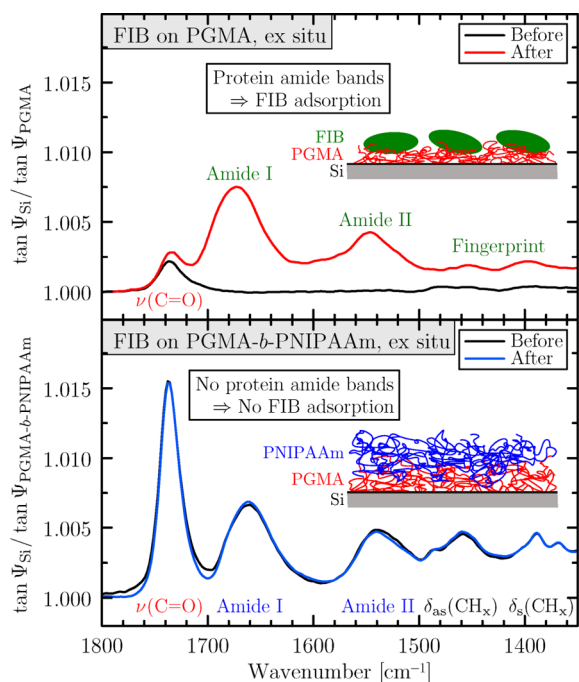 FIB on PGMA, ex situ
Before
After
Protein amide bands
⇒ FIB adsorption
FIB
PGMA
Si
Amide I
Amide II
Fingerprint
ν(C=O)
1.015
1.010
1.005
1.000
tan Ψ_Si / tan Ψ_PGMA
FIB on PGMA-b-PNIPAAm, ex situ
Before
After
No protein amide bands
⇒ No FIB adsorption
PNIPAAm
PGMA
Si
1.015
1.010
1.005
1.000
tan Ψ_Si / tan Ψ_PGMA-b-PNIPAAm
ν(C=O) Amide I Amide II δ_as(CH_x) δ_s(CH_x)
1800 1700 1600 1500 1400
Wavenumber [cm⁻¹]